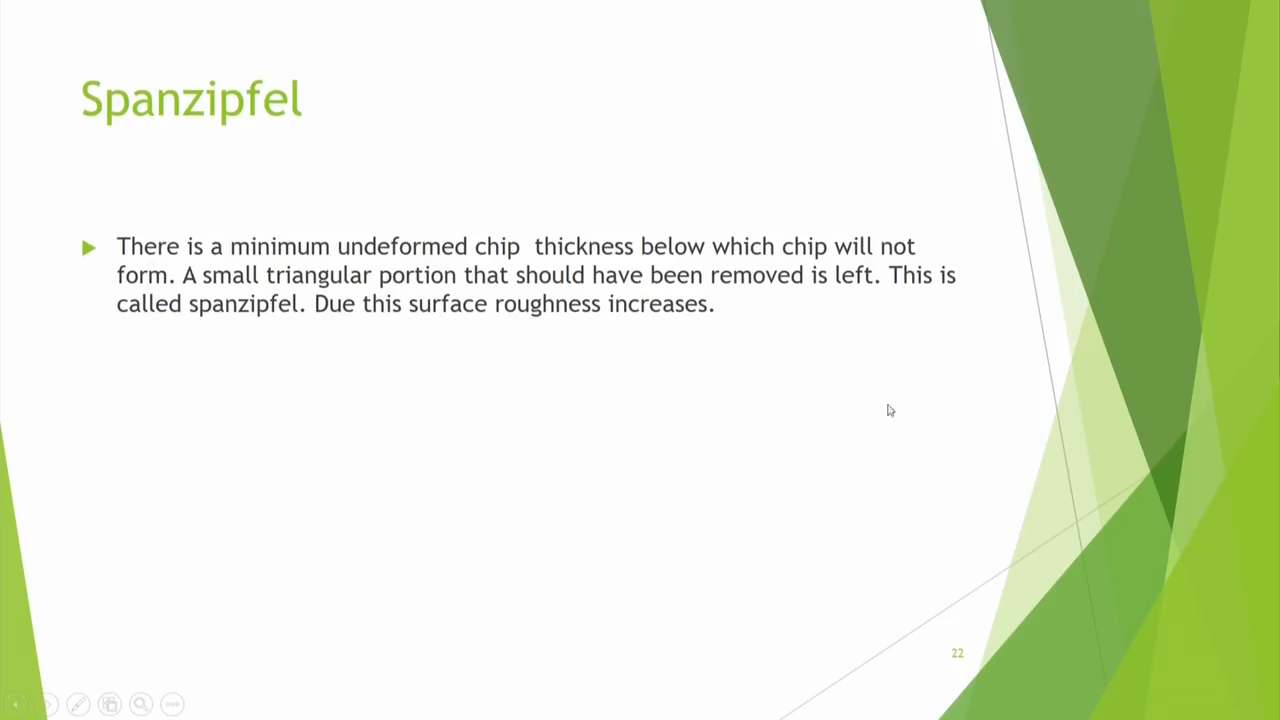 Spanzipfel
There is a minimum undeformed chip  thickness below which chip will not
form. A small triangular portion that should have been removed is left. This is
called spanzipfel. Due this surface roughness increases.
22